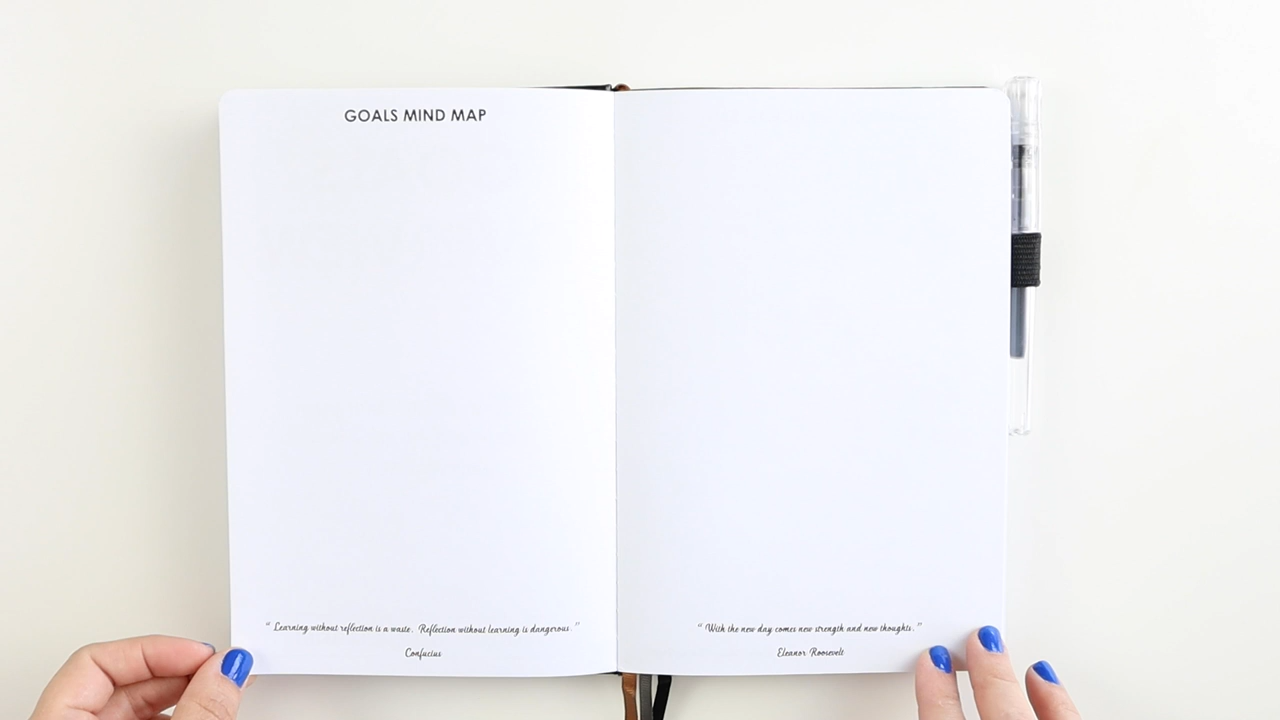 GOALS MIND MAP
“ Learning without reflection is a waste. Reflection without learning is dangerous. ”
Confucius
“ With the new day comes new strength and new thoughts. ”
Eleanor Roosevelt